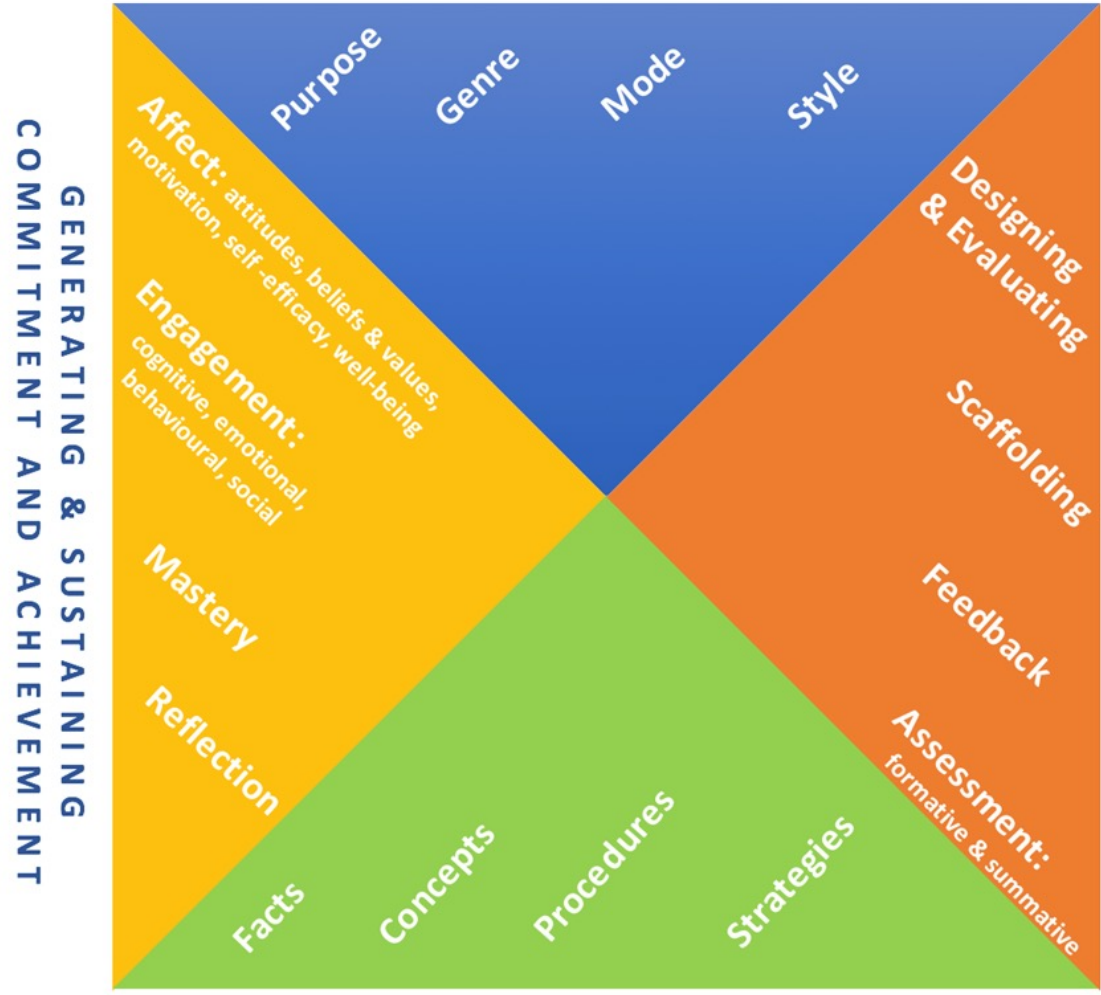 GENERATING & SUSTAINING
COMMITMENT AND ACHIEVEMENT
Purpose
Genre
Mode
Style
Affect: attitudes, beliefs & values,
motivation, self -efficacy, well-being
Engagement:
cognitive, emotional,
behavioural, social
Mastery
Reflection
Designing
& Evaluating
Scaffolding
Feedback
Assessment:
formative & summative
Facts
Concepts
Procedures
Strategies